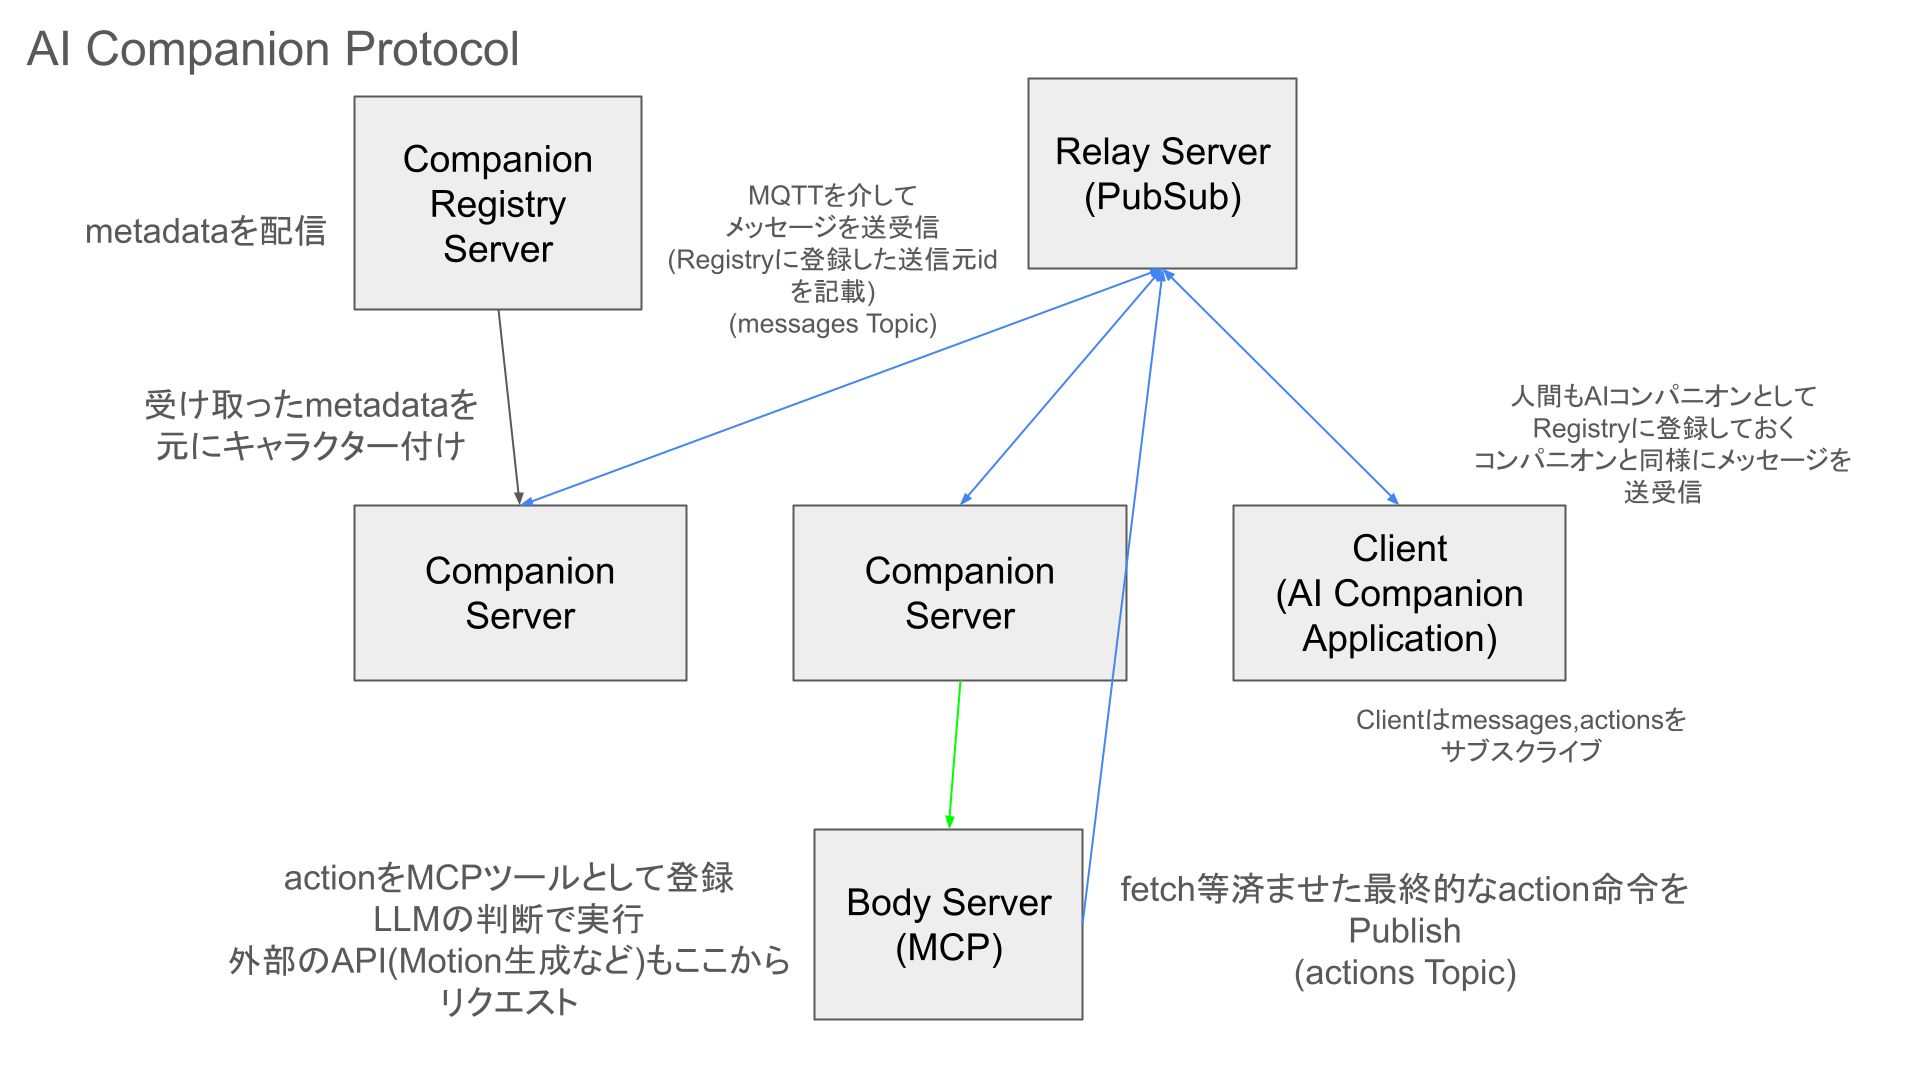 AI Companion Protocol
Companion
Registry
Server
metadataを配信
Relay Server
(PubSub)
MQTTを介して
メッセージを送受信
(Registryに登録した送信元id
を記載)
(messages Topic)
受け取ったmetadataを
元にキャラクター付け
人間もAIコンパニオンとして
Registryに登録しておく
コンパニオンと同様にメッセージを
送受信
Companion
Server
Companion
Server
Client
(AI Companion
Application)
Clientはmessages,actionsを
サブスクライブ
actionをMCPツールとして登録
LLMの判断で実行
外部のAPI(Motion生成など)もここから
リクエスト
Body Server
(MCP)
fetch等済ませた最終的なaction命令を
Publish
(actions Topic)